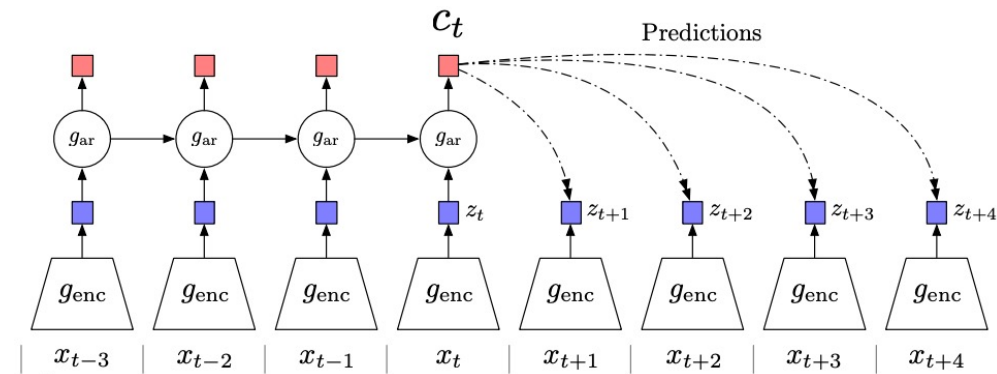 c_t
Predictions
g_ar g_ar g_ar g_ar
z_t z_{t+1} z_{t+2} z_{t+3} z_{t+4}
g_enc g_enc g_enc g_enc g_enc g_enc g_enc g_enc
x_{t−3} x_{t−2} x_{t−1} x_t x_{t+1} x_{t+2} x_{t+3} x_{t+4}